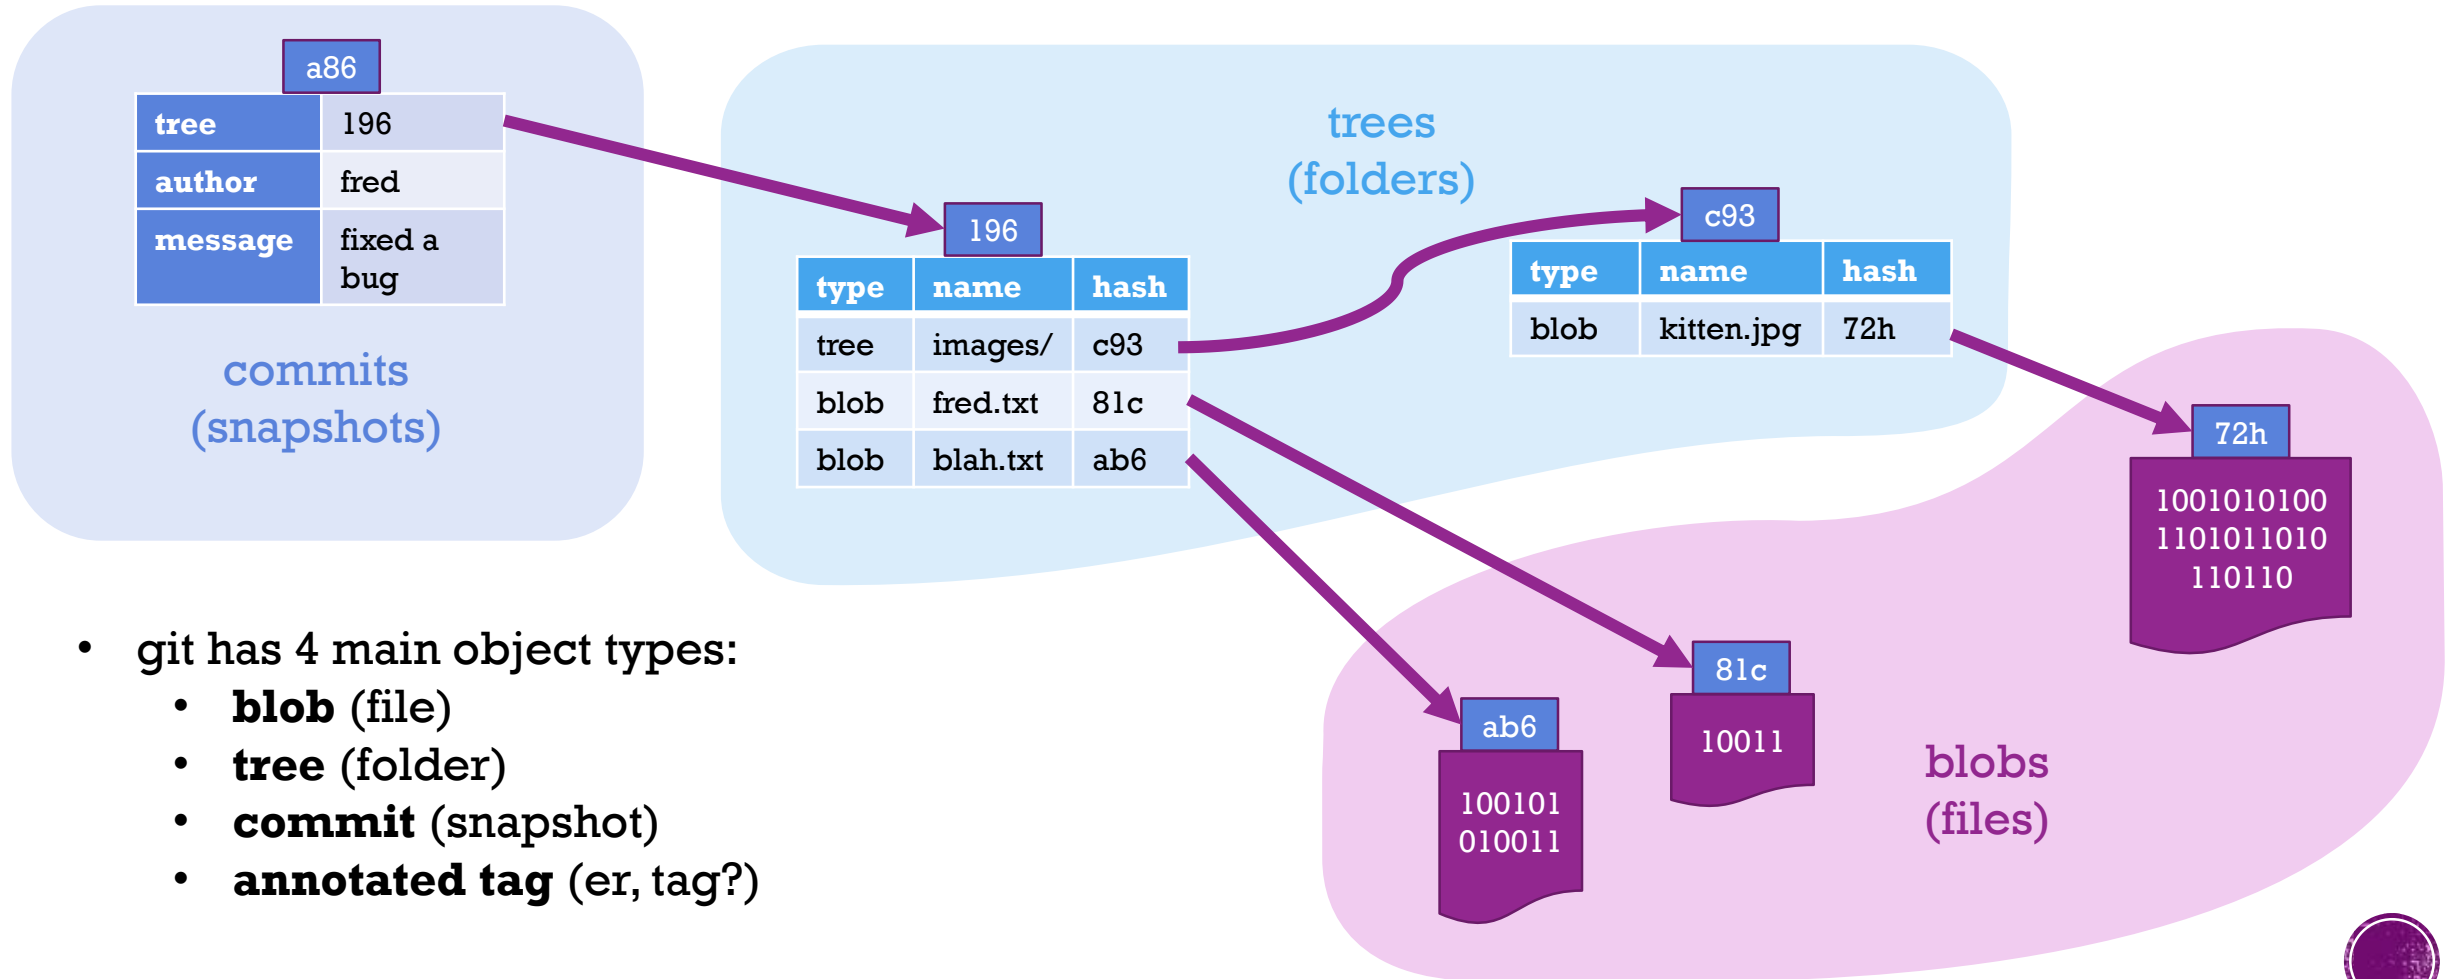 a86
tree 196
author fred
message fixed a
bug
commits
(snapshots)
trees
(folders)
196
type name hash
tree images/ c93
blob fred.txt 81c
blob blah.txt ab6
c93
type name hash
blob kitten.jpg 72h
72h
1001010100
1101011010
110110
81c
10011
ab6
100101
010011
blobs
(files)
• git has 4 main object types:
• blob (file)
• tree (folder)
• commit (snapshot)
• annotated tag (er, tag?)